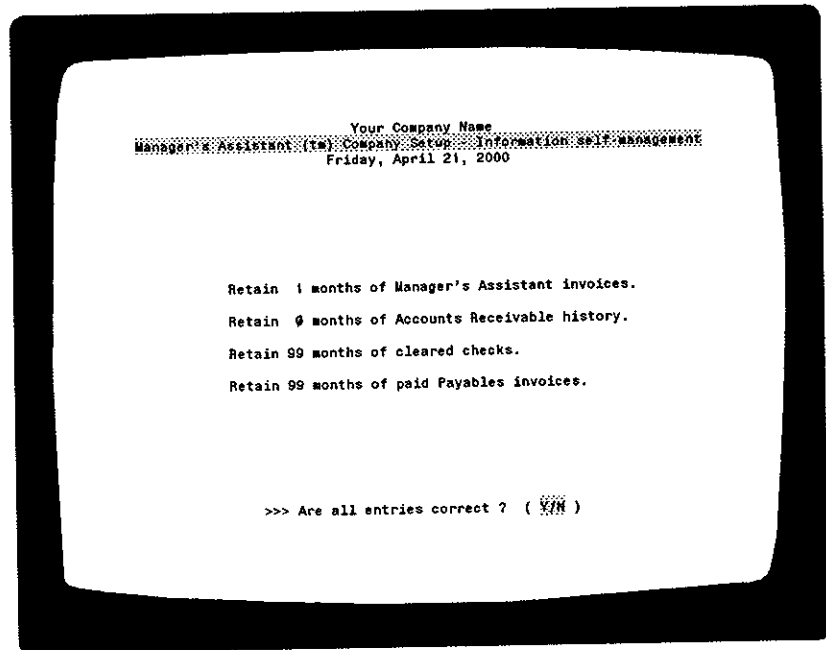 Your Company Name
Manager's Assistant (tm) Company Setup Information self-management
Friday, April 21, 2000
Retain 1 months of Manager's Assistant invoices.
Retain 0 months of Accounts Receivable history.
Retain 99 months of cleared checks.
Retain 99 months of paid Payables invoices.
>>> Are all entries correct ? ( Y/N )